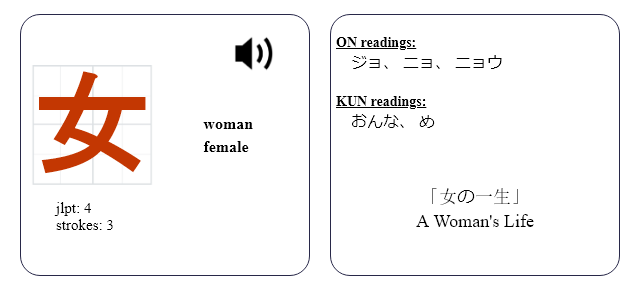 女
woman
female
jlpt: 4
strokes: 3
ON readings:
ジョ、 ニョ、 ニョウ
KUN readings:
おんな、 め
「女の一生」
A Woman's Life